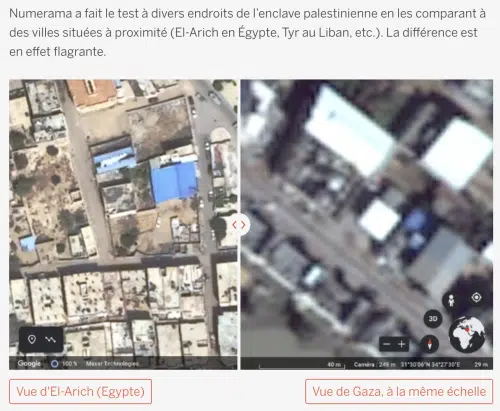 Numerama a fait le test à divers endroits de l'enclave palestinienne en les comparant à
des villes situées à proximité (El-Arich en Égypte, Tyr au Liban, etc.). La différence est
en effet flagrante.
3D
Google 100 % Maxar Technologies
40 m Caméra : 249 m 31°30'06"N 34°27'30"E 29 m
Vue d'El-Arich (Egypte)
Vue de Gaza, à la même échelle